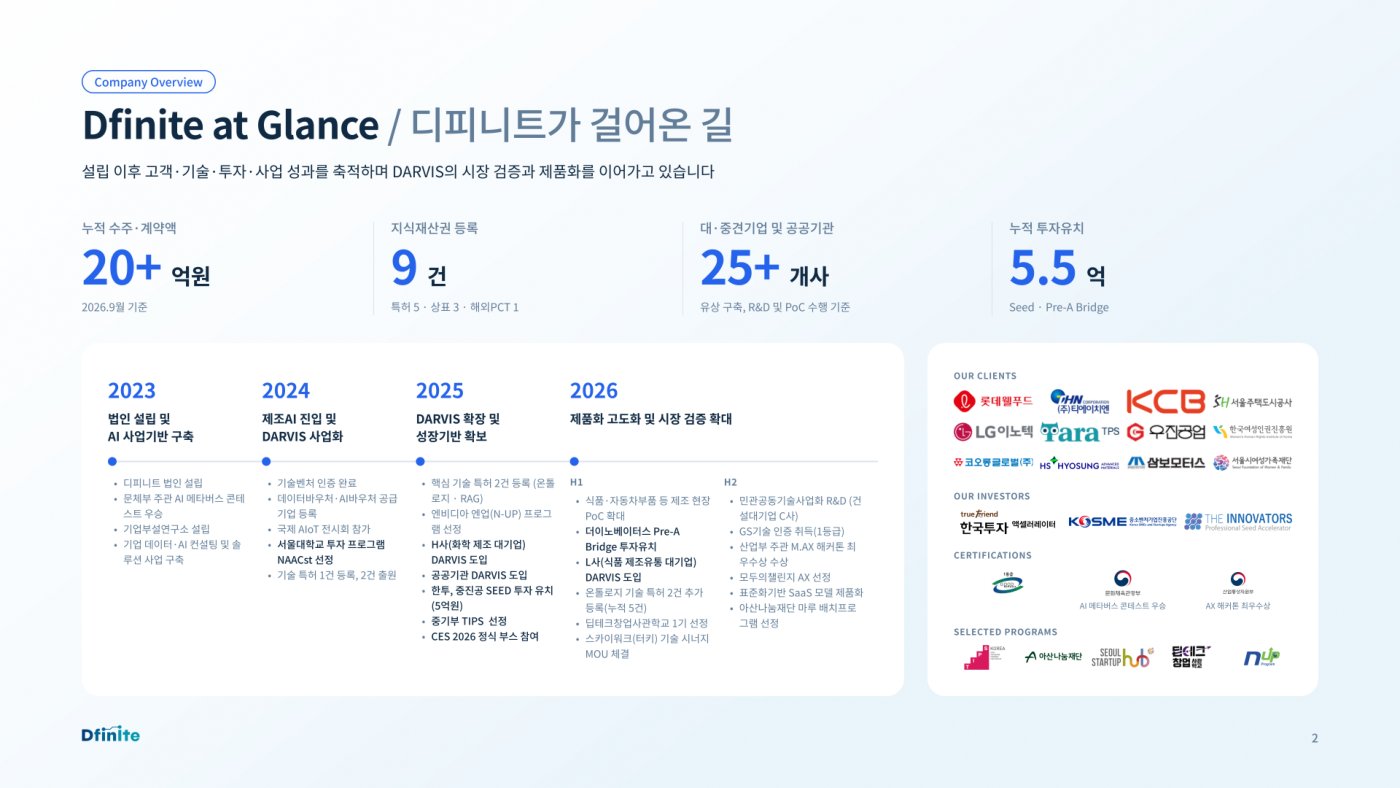 Company Overview
Dfinite at Glance / 디피니트가 걸어온 길
설립 이후 고객·기술·투자·사업 성과를 축적하며 DARVIS의 시장 검증과 제품화를 이어가고 있습니다
누적 수주·계약액
20+ 억원
2026.9월 기준
지식재산권 등록
9 건
특허 5 · 상표 3 · 해외PCT 1
대·중견기업 및 공공기관
25+ 개사
유상 구축, R&D 및 PoC 수행 기준
누적 투자유치
5.5 억
Seed · Pre-A Bridge
2023
법인 설립 및
AI 사업기반 구축
• 디피니트 법인 설립
• 문체부 주관 AI 메타버스 콘테
스트 우승
• 기업부설연구소 설립
• 기업 데이터·AI 컨설팅 및 솔
루션 사업 구축
2024
제조AI 진입 및
DARVIS 사업화
• 기술벤처 인증 완료
• 데이터바우처·AI바우처 공급
기업 등록
• 국제 AIoT 전시회 참가
• 서울대학교 투자 프로그램
NAACst 선정
• 기술 특허 1건 등록, 2건 출원
2025
DARVIS 확장 및
성장기반 확보
• 핵심 기술 특허 2건 등록 (온톨
로지 · RAG)
• 엔비디아 엔업(N-UP) 프로그
램 선정
• H사(화학 제조 대기업)
DARVIS 도입
• 공공기관 DARVIS 도입
• 한투, 중진공 SEED 투자 유치
(5억원)
• 중기부 TIPS 선정
• CES 2026 정식 부스 참여
2026
제품화 고도화 및 시장 검증 확대
H1
• 식품·자동차부품 등 제조 현장
PoC 확대
• 더이노베이터스 Pre-A
Bridge 투자유치
• L사(식품 제조유통 대기업)
DARVIS 도입
• 온톨로지 기술 특허 2건 추가
등록(누적 5건)
• 딥테크창업사관학교 1기 선정
• 스카이워크(터키) 기술 시너지
MOU 체결
H2
• 민관공동기술사업화 R&D (건
설대기업 C사)
• GS기술 인증 취득(1등급)
• 산업부 주관 M.AX 해커톤 최
우수상 수상
• 모두의챌린지 AX 선정
• 표준화기반 SaaS 모델 제품화
• 아산나눔재단 마루 배치프로
그램 선정
OUR CLIENTS
롯데웰푸드
THN CORPORATION
(주)티에이치엔
KCB
SH 서울주택도시공사
LG이노텍
Tara TPS
우진공업
한국여성인권진흥원
코오롱글로벌(주)
HS HYOSUNG ADVANCED MATERIALS
삼보모터스
서울시여성가족재단
Seoul Foundation of Women & Family
OUR INVESTORS
true Friend
한국투자 액셀러레이터
KOSME 중소벤처기업진흥공단
THE INNOVATORS
Professional Seed Accelerator
CERTIFICATIONS
문화체육관광부
AI 메타버스 콘테스트 우승
산업통상자원부
AX 해커톤 최우수상
SELECTED PROGRAMS
KOREA
아산나눔재단
SEOUL
STARTUP hub
딥테크
창업
nup
Program
Dfinite
2